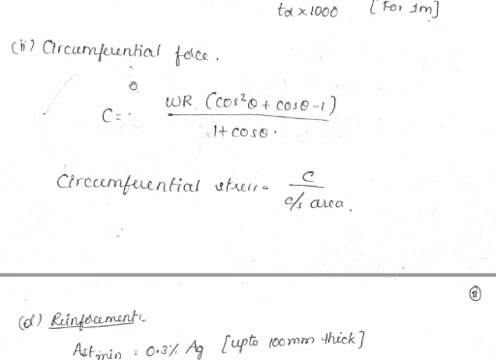 td x 1000 [For 1m]
(ii) Circumferential force.
C = WR (cos²θ + cosθ - 1)
1 + cosθ.
Circumferential stress = C
c/s area.
(8)
(d) Reinforcement:-
Ast min = 0.3% Ag [upto 100mm thick]